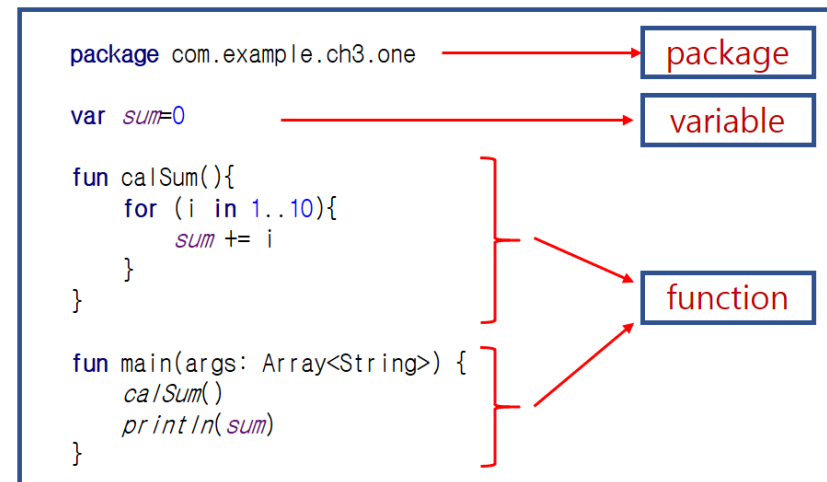 package com.example.ch3.one
package
var sum=0
variable
fun calSum(){
    for (i in 1..10){
        sum += i
    }
}
function
fun main(args: Array<String>) {
    calSum()
    println(sum)
}